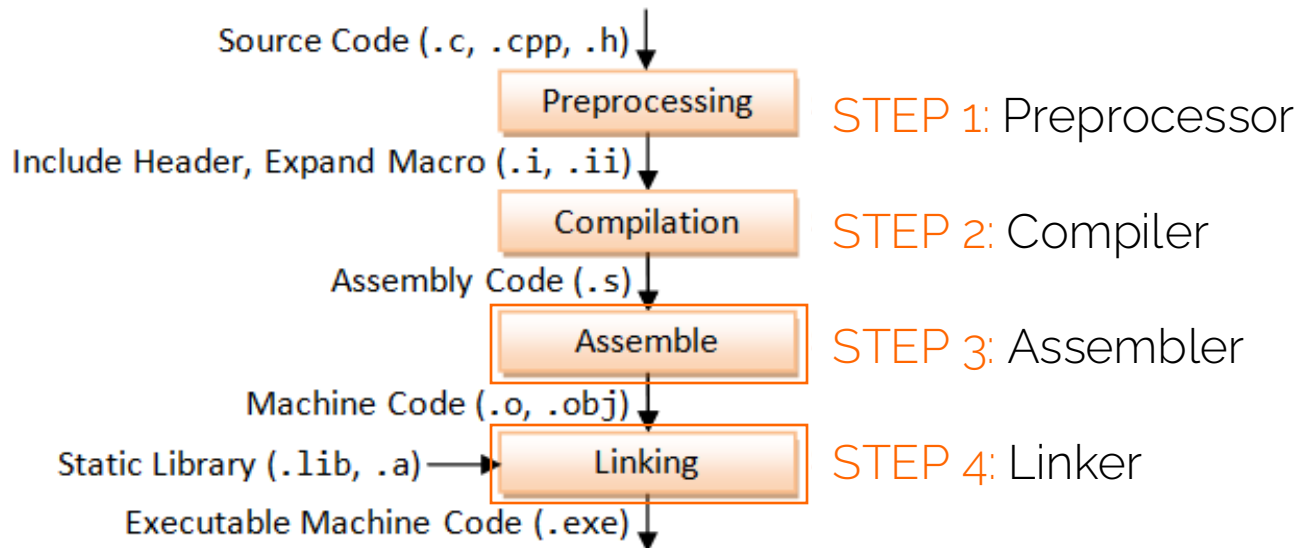 Source Code (.c, .cpp, .h)
Preprocessing
STEP 1: Preprocessor
Include Header, Expand Macro (.i, .ii)
Compilation
STEP 2: Compiler
Assembly Code (.s)
Assemble
STEP 3: Assembler
Machine Code (.o, .obj)
Static Library (.lib, .a)
Linking
STEP 4: Linker
Executable Machine Code (.exe)